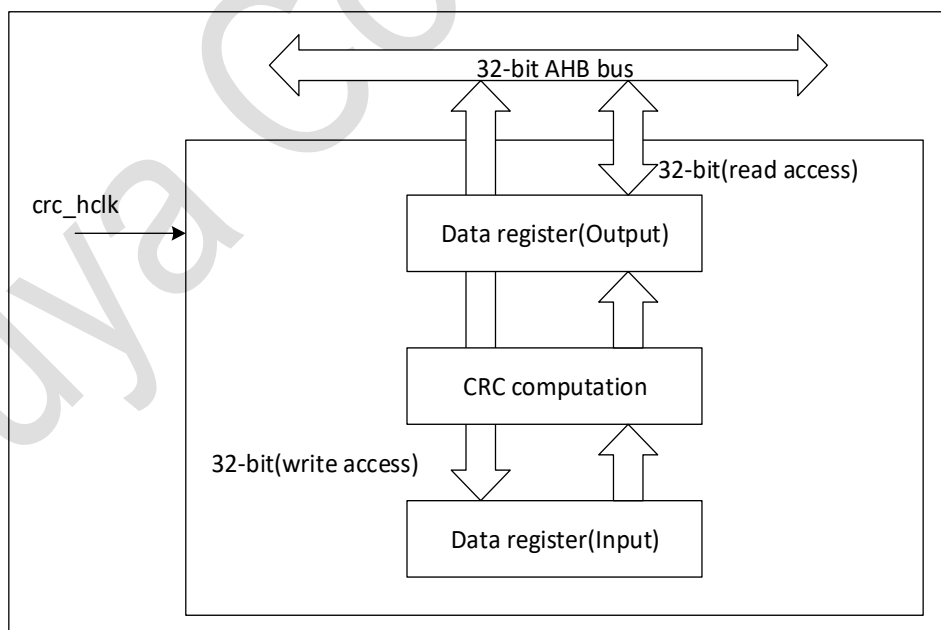 32-bit AHB bus
32-bit(read access)
crc_hclk
Data register(Output)
CRC computation
32-bit(write access)
Data register(Input)